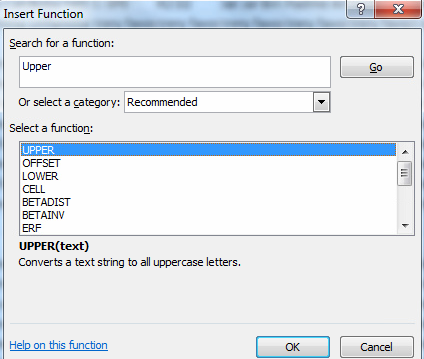 Insert Function
Search for a function:
Upper
Go
Or select a category: Recommended
Select a function:
UPPER
OFFSET
LOWER
CELL
BETADIST
BETAINV
ERF
UPPER(text)
Converts a text string to all uppercase letters.
Help on this function
OK
Cancel